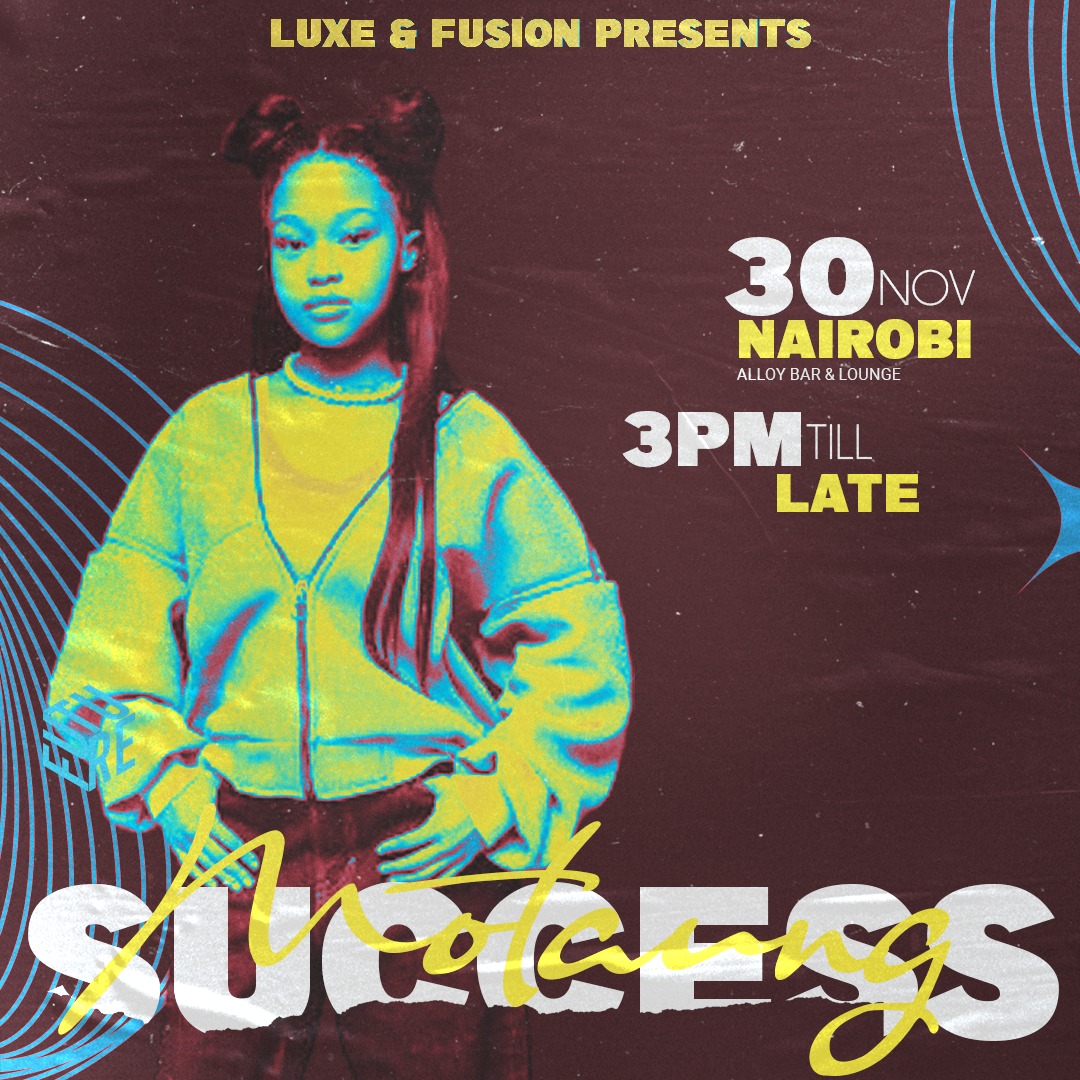 LUXE & FUSION PRESENTS
30 NOV
NAIROBI
ALLOY BAR & LOUNGE
3PM TILL
LATE
Motaung
SUCCESS